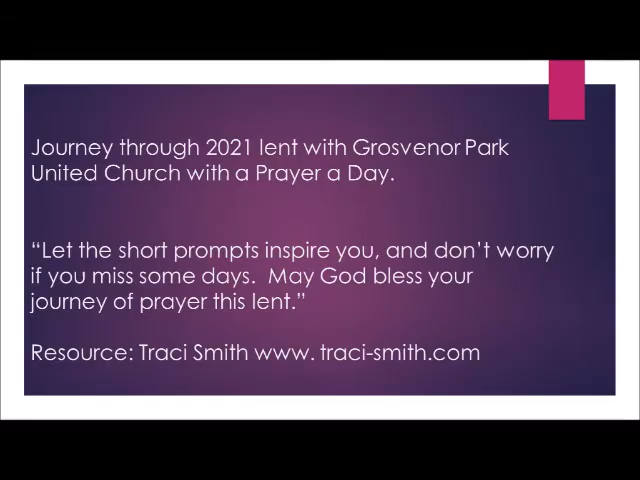 Journey through 2021 lent with Grosvenor Park
United Church with a Prayer a Day.
“Let the short prompts inspire you, and don’t worry
if you miss some days.  May God bless your
journey of prayer this lent.”
Resource: Traci Smith www. traci-smith.com